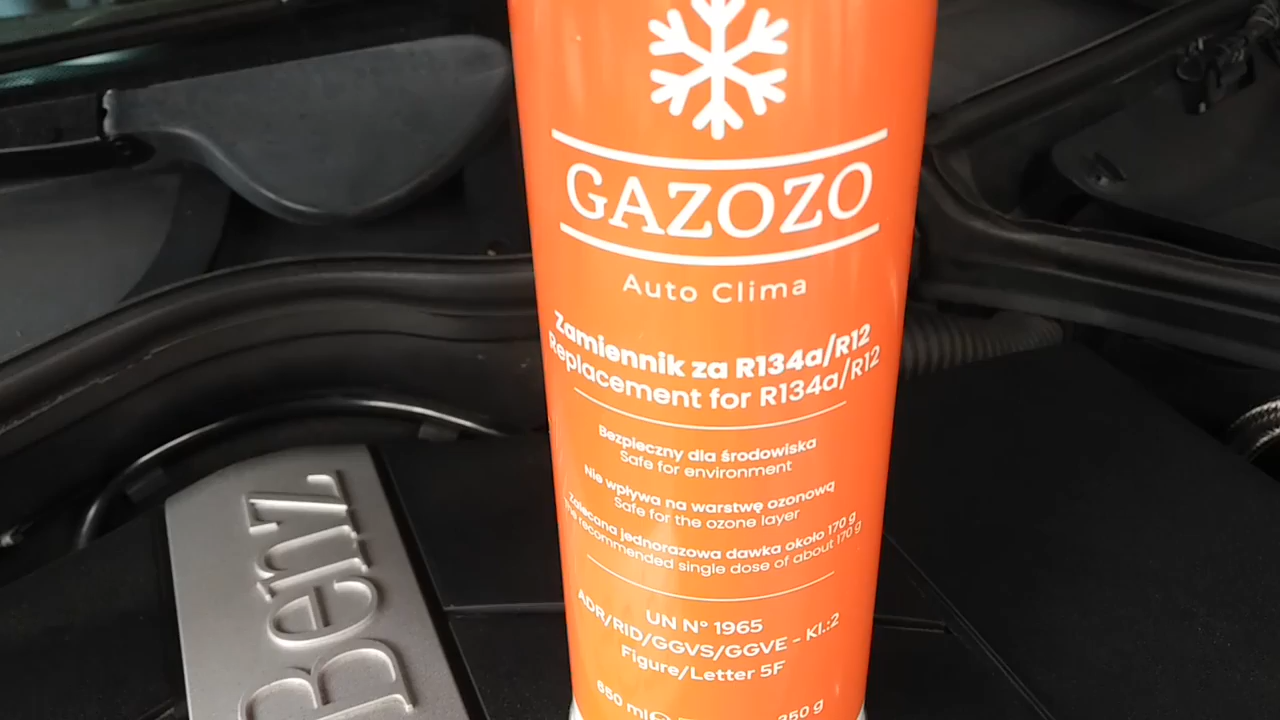 GAZOZO
Auto Clima
Zamiennik za R134a/R12
Replacement for R134a/R12
Bezpieczny dla środowiska
Safe for environment
Nie wpływa na warstwę ozonową
Safe for the ozone layer
Zalecana jednorazowa dawka około 170 g
The recommended single dose of about 170 g
UN N° 1965
ADR/RID/GGVS/GGVE - Kl.:2
Figure/Letter 5F
650 ml 350 g
Benz